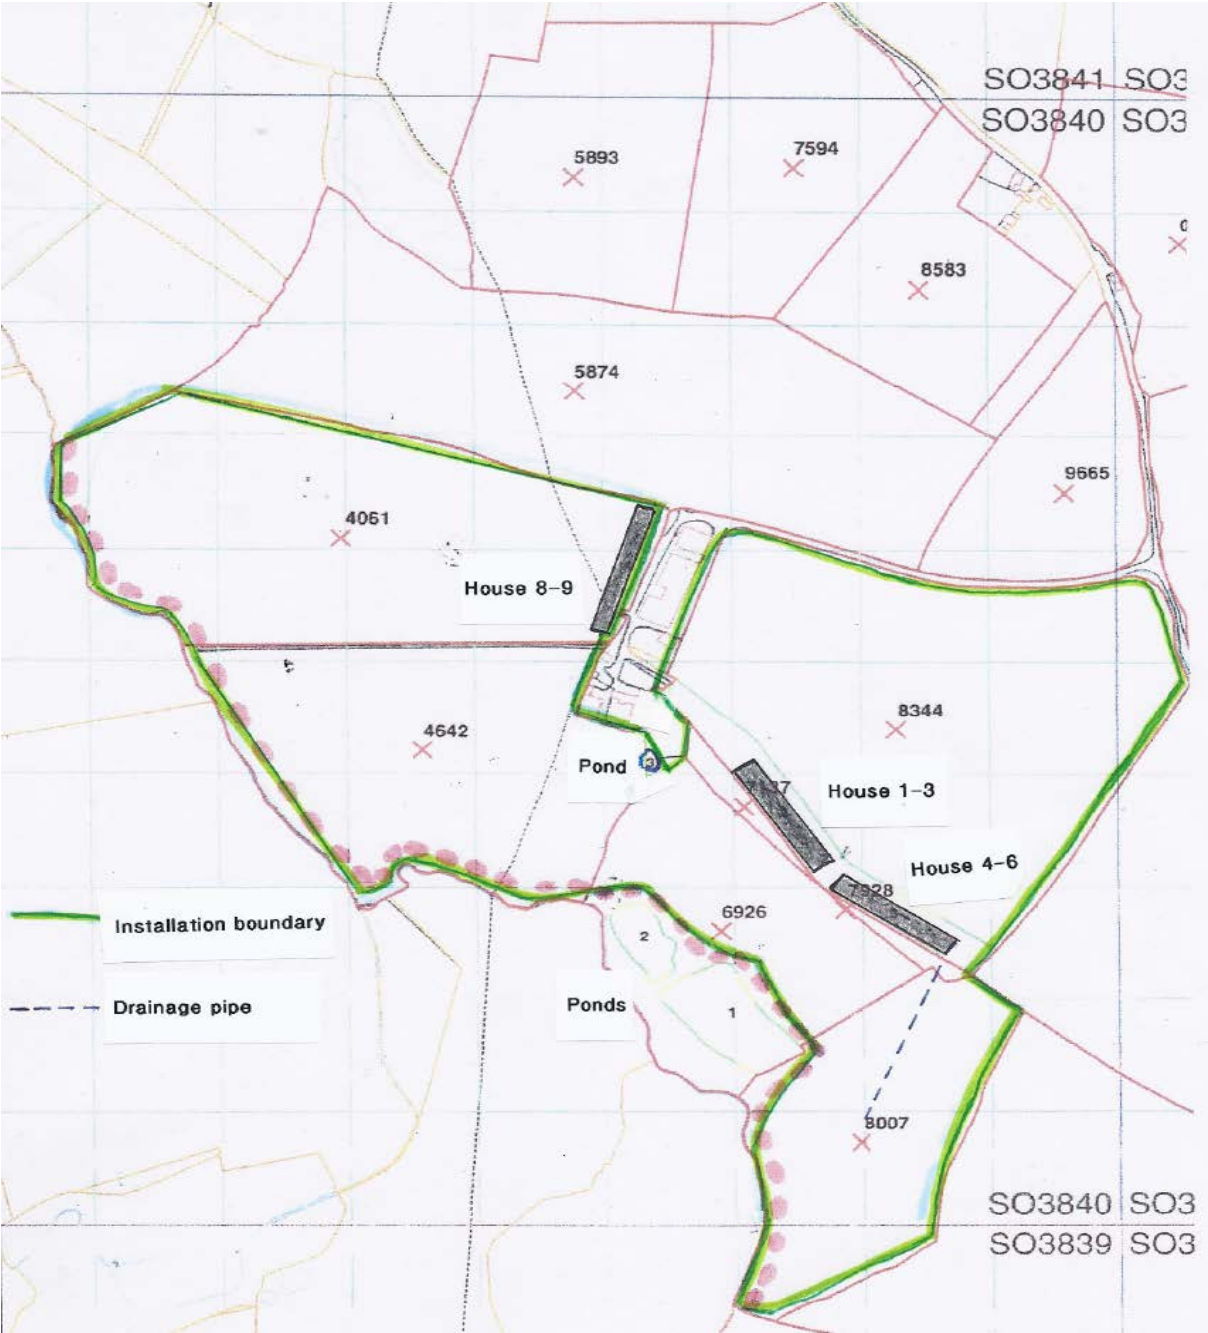 SO3841 SO3
SO3840 SO3
5893
7594
8583
5874
9665
4061
House 8-9
8344
4642
Pond
House 1-3
House 4-6
7928
6926
Installation boundary
2
Drainage pipe
Ponds
1
8007
SO3840 SO3
SO3839 SO3